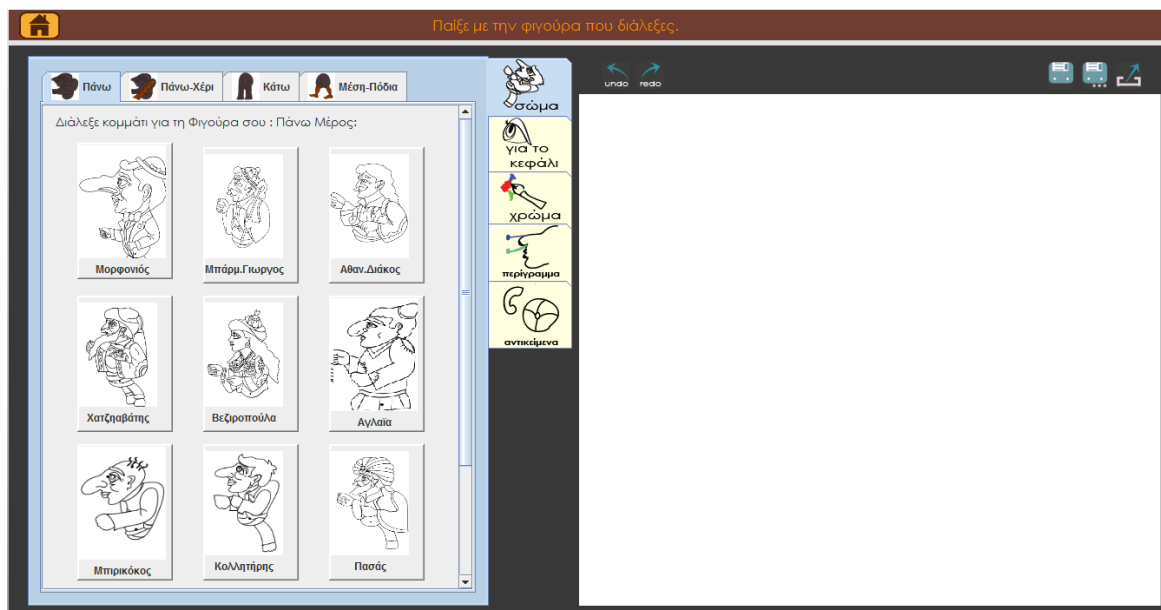 Παίξε με την φιγούρα που διάλεξες.
Πάνω
Πάνω-Χέρι
Κάτω
Μέση-Πόδια
Διάλεξε κομμάτι για τη Φιγούρα σου : Πάνω Μέρος:
Μορφονιός
Μπάρμ.Γιωργος
Αθαν.Διάκος
Χατζηαβάτης
Βεζιροπούλα
Αγλαΐα
Μπιρικόκος
Κολλητήρης
Πασάς
σώμα
για το
κεφάλι
χρώμα
περίγραμμα
αντικείμενα
undo
redo